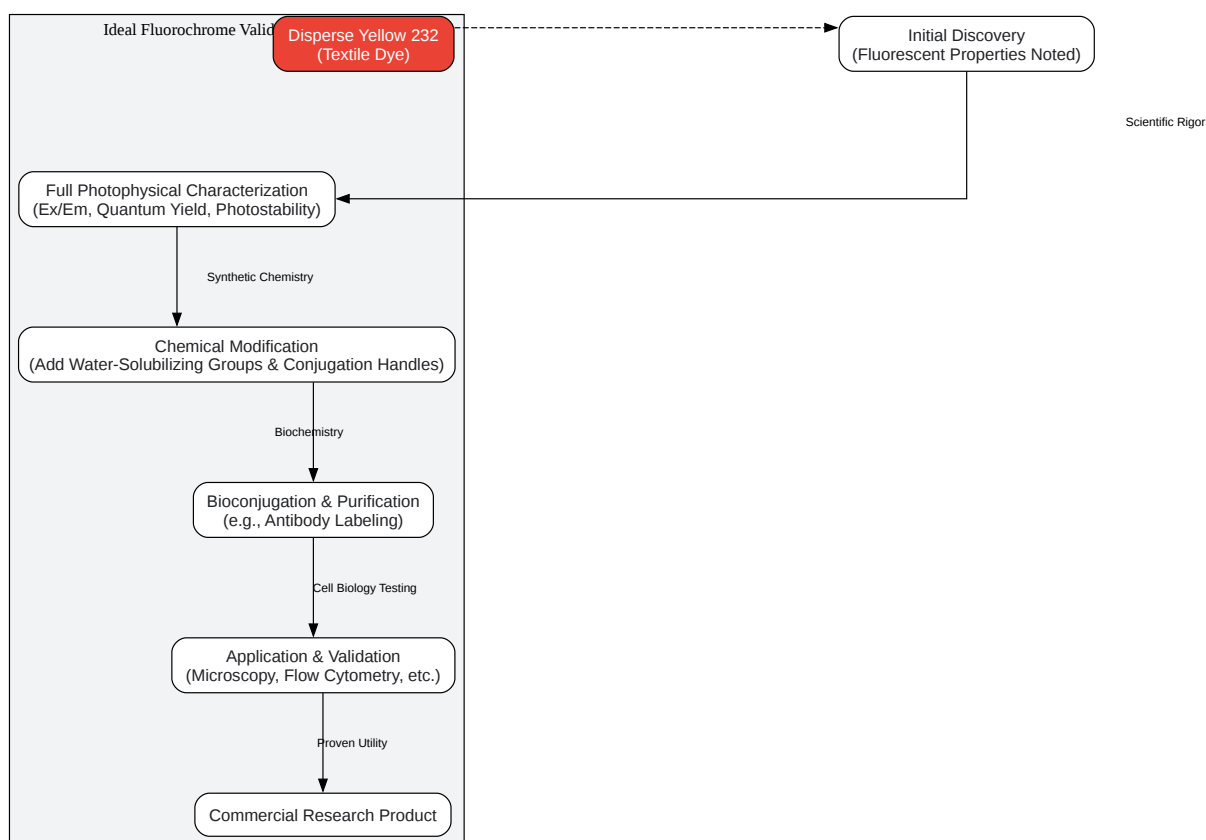 Ideal Fluorochrome Valid
Disperse Yellow 232
(Textile Dye)
Initial Discovery
(Fluorescent Properties Noted)
Scientific Rigor
Full Photophysical Characterization
(Ex/Em, Quantum Yield, Photostability)
Synthetic Chemistry
Chemical Modification
(Add Water-Solubilizing Groups & Conjugation Handles)
Biochemistry
Bioconjugation & Purification
(e.g., Antibody Labeling)
Cell Biology Testing
Application & Validation
(Microscopy, Flow Cytometry, etc.)
Proven Utility
Commercial Research Product